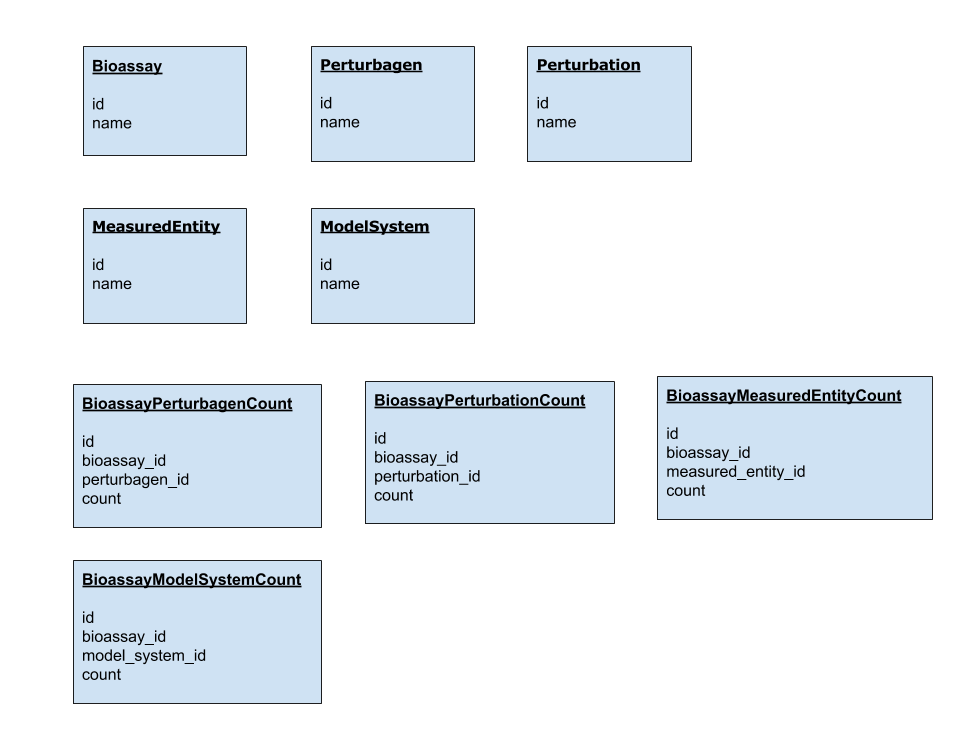 Bioassay
id
name
Perturbagen
id
name
Perturbation
id
name
MeasuredEntity
id
name
ModelSystem
id
name
BioassayPerturbagenCount
id
bioassay_id
perturbagen_id
count
BioassayPerturbationCount
id
bioassay_id
perturbation_id
count
BioassayMeasuredEntityCount
id
bioassay_id
measured_entity_id
count
BioassayModelSystemCount
id
bioassay_id
model_system_id
count